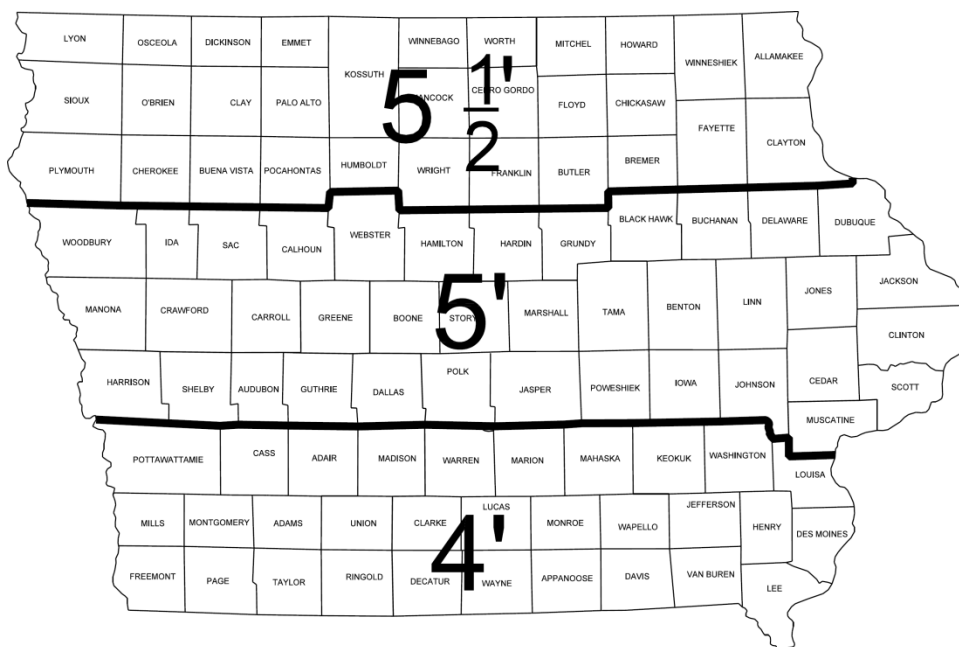 LYON OSCEOLA DICKINSON EMMET WINNEBAGO WORTH MITCHEL HOWARD
WINNESHIEK ALLAMAKEE
KOSSUTH
SIOUX O'BRIEN CLAY PALO ALTO HANCOCK CERRO GORDO FLOYD CHICKASAW
5 1/2'
FAYETTE CLAYTON
PLYMOUTH CHEROKEE BUENA VISTA POCAHONTAS HUMBOLDT WRIGHT FRANKLIN BUTLER BREMER
WOODBURY IDA SAC CALHOUN WEBSTER HAMILTON HARDIN GRUNDY BLACK HAWK BUCHANAN DELAWARE DUBUQUE
MANONA CRAWFORD CARROLL GREENE BOONE STORY MARSHALL TAMA BENTON LINN JONES JACKSON
5'
CLINTON
HARRISON SHELBY AUDUBON GUTHRIE DALLAS POLK JASPER POWESHIEK IOWA JOHNSON CEDAR SCOTT
MUSCATINE
POTTAWATTAMIE CASS ADAIR MADISON WARREN MARION MAHASKA KEOKUK WASHINGTON LOUISA
MILLS MONTGOMERY ADAMS UNION CLARKE LUCAS MONROE WAPELLO JEFFERSON HENRY DES MOINES
4'
FREEMONT PAGE TAYLOR RINGOLD DECATUR WAYNE APPANOOSE DAVIS VAN BUREN LEE